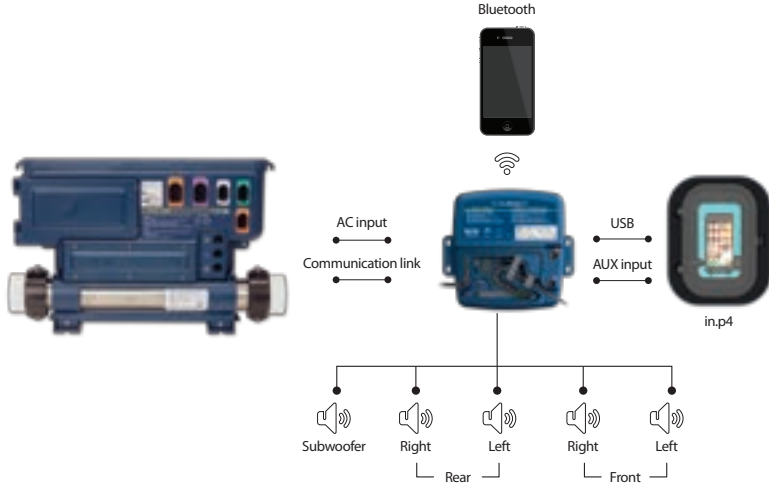 Bluetooth
AC input
Communication link
USB
AUX input
in.p4
Subwoofer
Right
Left
Right
Left
Rear
Front